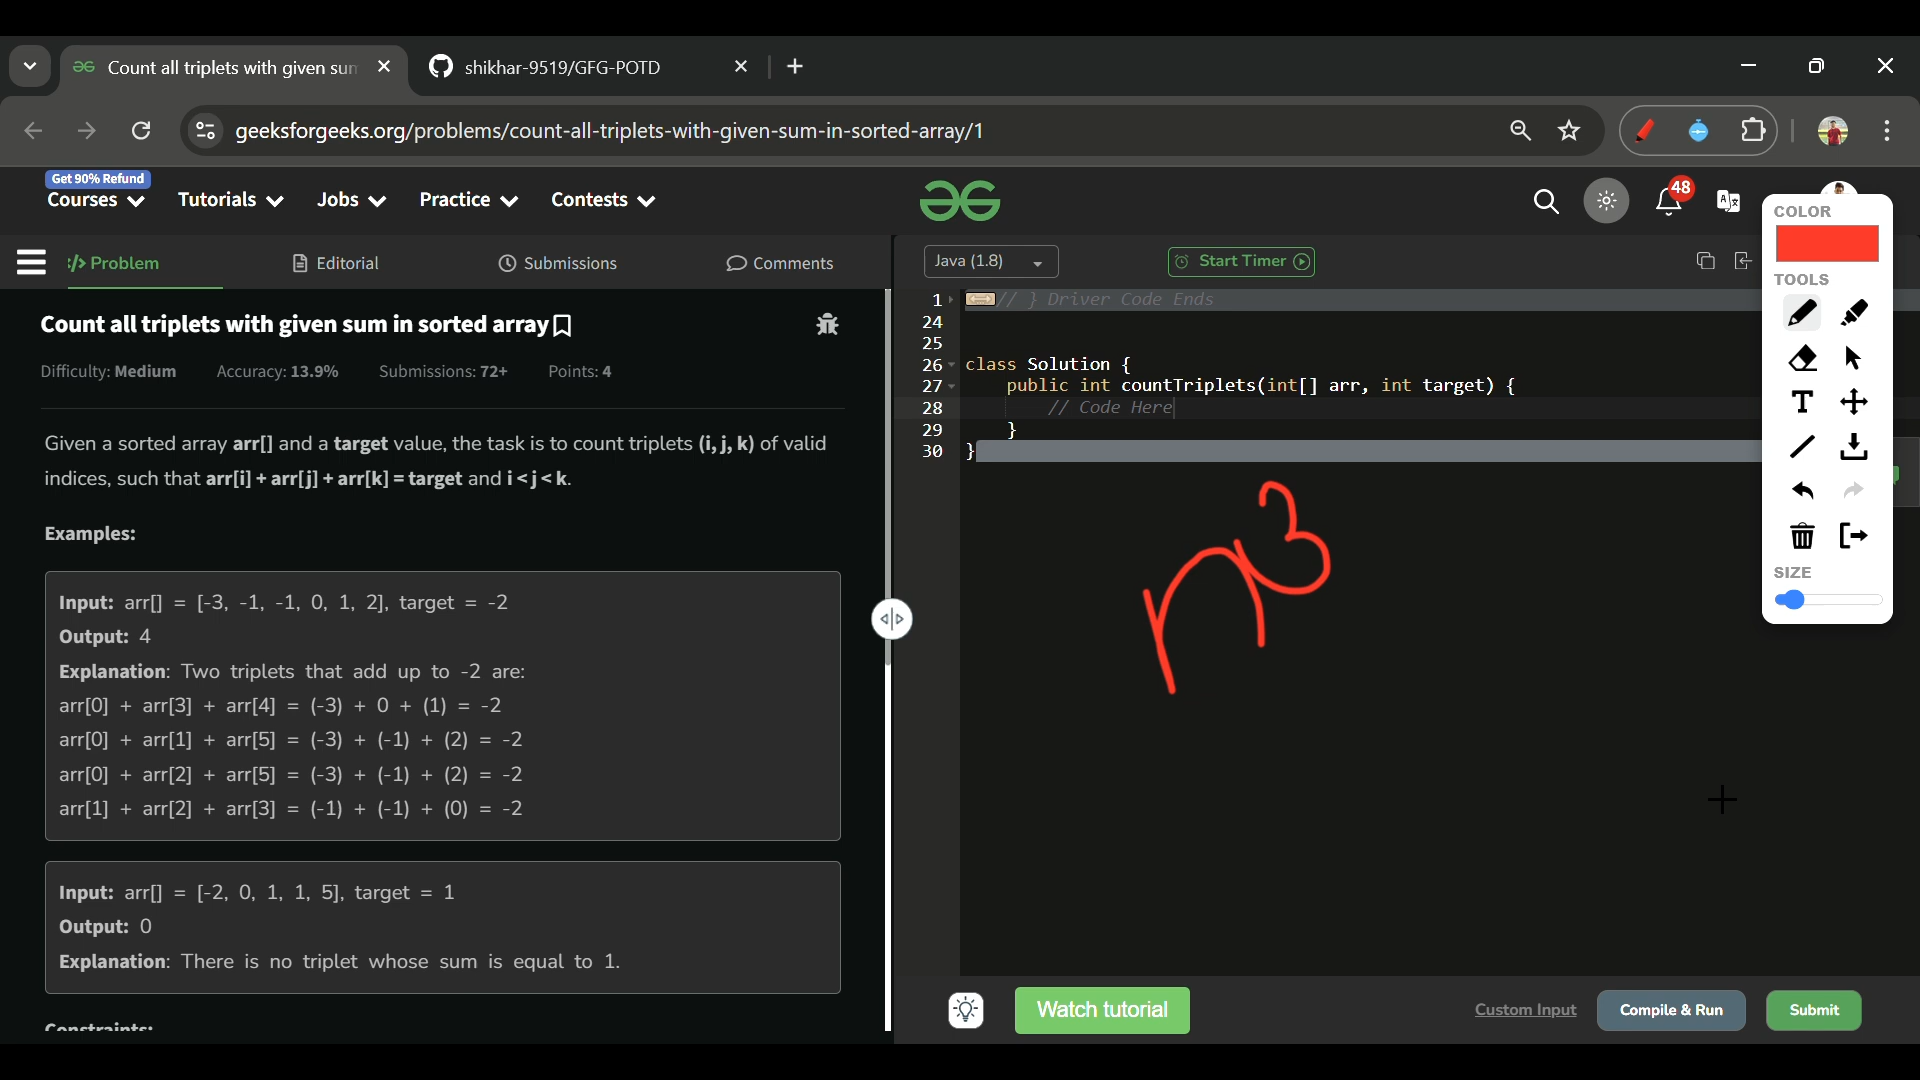 Count all triplets with given sum
shikhar-9519/GFG-POTD
geeksforgeeks.org/problems/count-all-triplets-with-given-sum-in-sorted-array/1
Get 90% Refund
Courses
Tutorials
Jobs
Practice
Contests
48
COLOR
TOOLS
T
SIZE
</> Problem
Editorial
Submissions
Comments
Java (1.8)
Start Timer
Count all triplets with given sum in sorted array
Difficulty: Medium Accuracy: 13.9% Submissions: 72+ Points: 4
Given a sorted array arr[] and a target value, the task is to count triplets (i, j, k) of valid
indices, such that arr[i] + arr[j] + arr[k] = target and i < j < k.
Examples:
Input: arr[] = [-3, -1, -1, 0, 1, 2], target = -2
Output: 4
Explanation: Two triplets that add up to -2 are:
arr[0] + arr[3] + arr[4] = (-3) + 0 + (1) = -2
arr[0] + arr[1] + arr[5] = (-3) + (-1) + (2) = -2
arr[0] + arr[2] + arr[5] = (-3) + (-1) + (2) = -2
arr[1] + arr[2] + arr[3] = (-1) + (-1) + (0) = -2
Input: arr[] = [-2, 0, 1, 1, 5], target = 1
Output: 0
Explanation: There is no triplet whose sum is equal to 1.
Constraints:
1 // } Driver Code Ends
24
25
26 class Solution {
27 public int countTriplets(int[] arr, int target) {
28 // Code Here
29 }
30 }
n3
Watch tutorial
Custom Input
Compile & Run
Submit